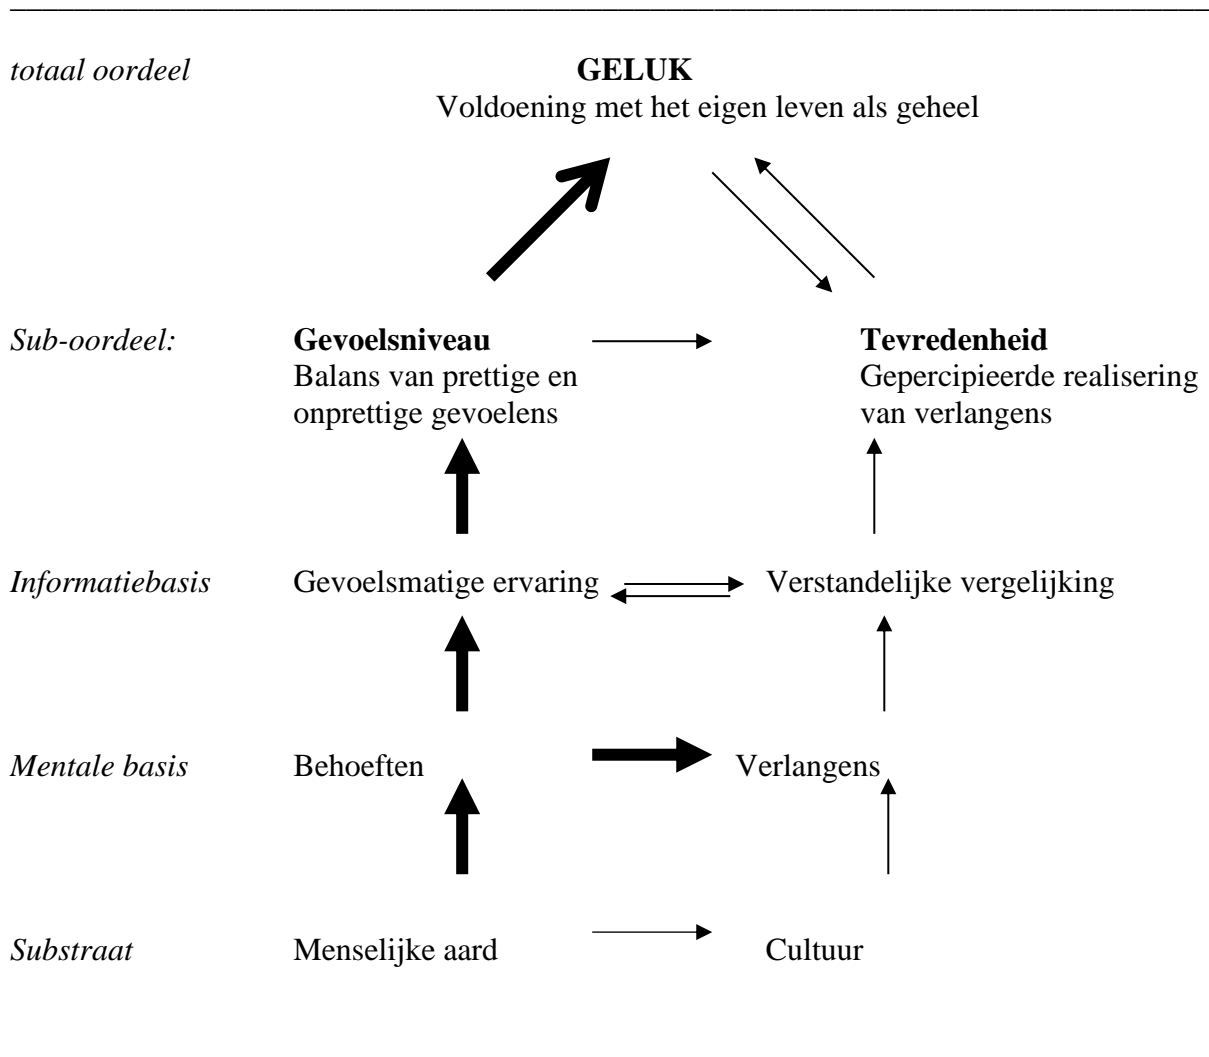 totaal oordeel GELUK
Voldoening met het eigen leven als geheel
Sub-oordeel: Gevoelsniveau Tevredenheid
Balans van prettige en Gepercipieerde realisering
onprettige gevoelens van verlangens
Informatiebasis Gevoelsmatige ervaring Verstandelijke vergelijking
Mentale basis Behoeften Verlangens
Substraat Menselijke aard Cultuur